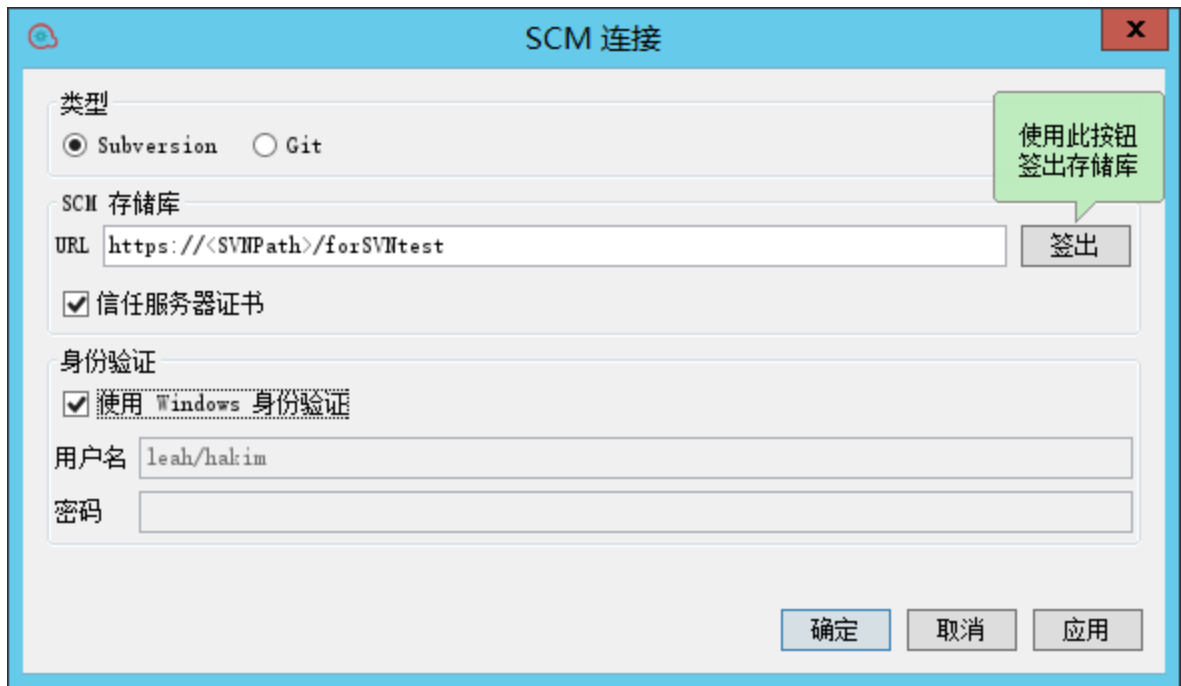 SCM 连接
类型
Subversion
Git
使用此按钮
签出存储库
SCM 存储库
URL https://<SVNPath>/forSVNtest
签出
信任服务器证书
身份验证
使用 Windows 身份验证
用户名 leah/hakim
密码
确定
取消
应用